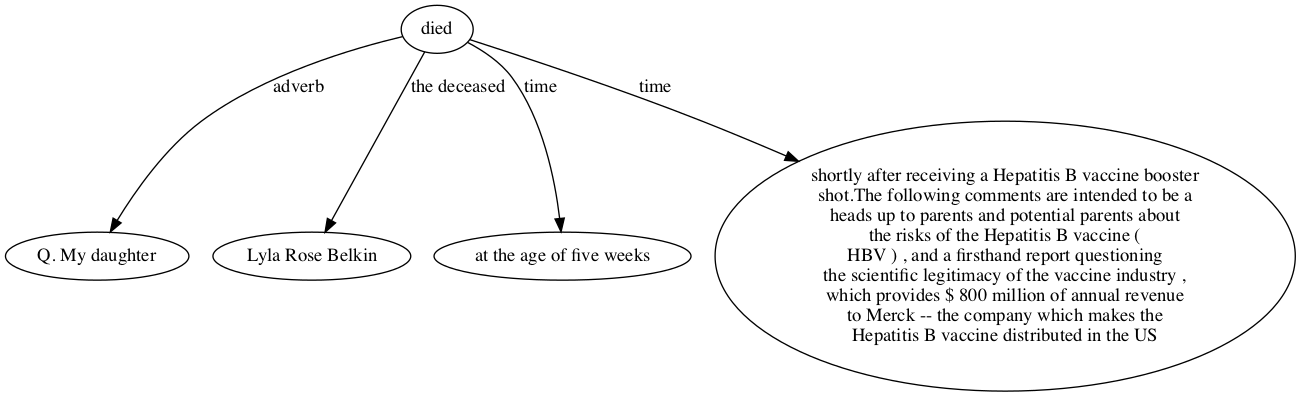 died
adverb
the deceased
time
time
Q. My daughter
Lyla Rose Belkin
at the age of five weeks
shortly after receiving a Hepatitis B vaccine booster
shot.The following comments are intended to be a
heads up to parents and potential parents about
the risks of the Hepatitis B vaccine (
HBV ) , and a firsthand report questioning
the scientific legitimacy of the vaccine industry ,
which provides $ 800 million of annual revenue
to Merck -- the company which makes the
Hepatitis B vaccine distributed in the US